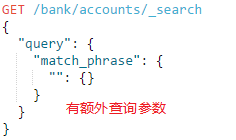 GET /bank/accounts/_search
{
  "query": {
    "match_phrase": {
      "": {}
    }
有额外查询参数
  }
}